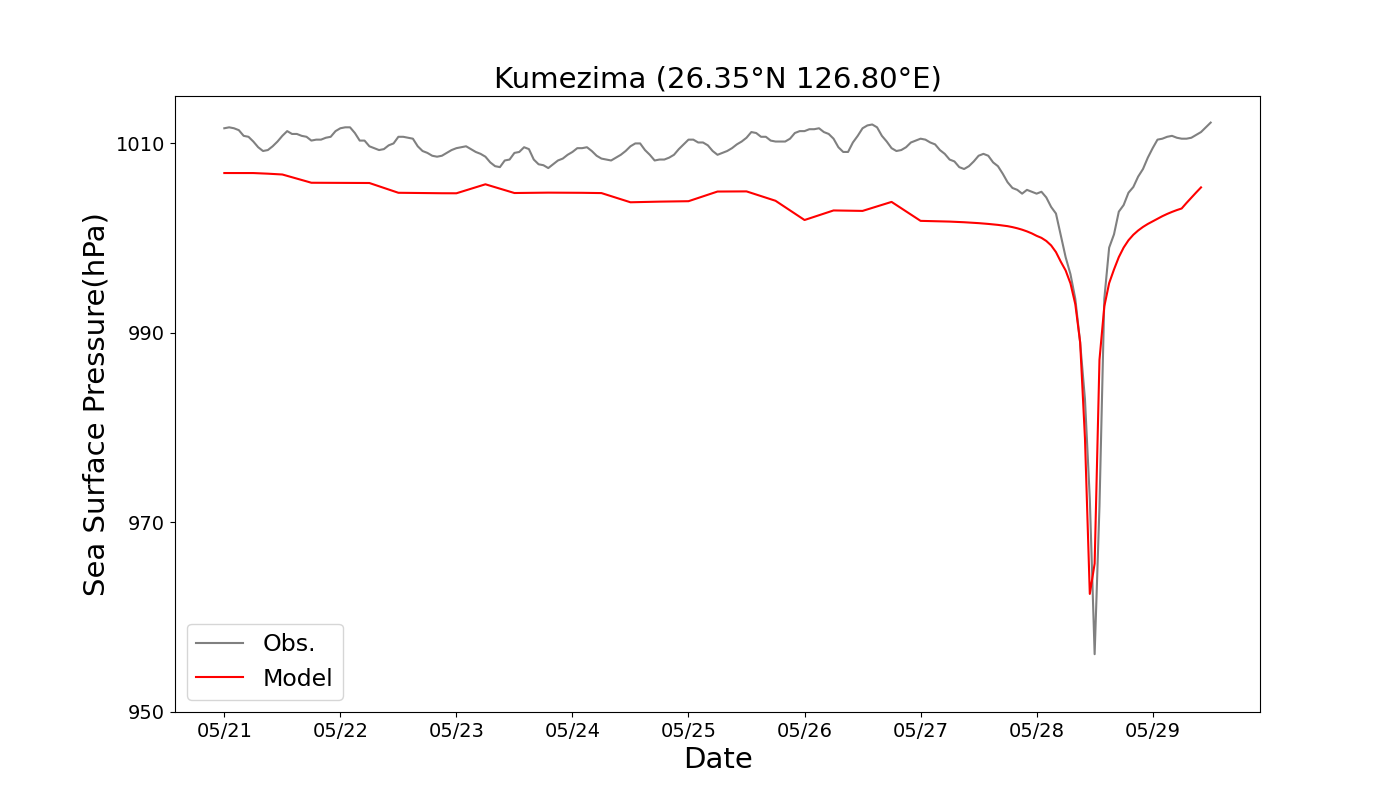 Kumezima (26.35°N 126.80°E)
Sea Surface Pressure(hPa)
1010
990
970
950
Obs.
Model
05/21 05/22 05/23 05/24 05/25 05/26 05/27 05/28 05/29
Date